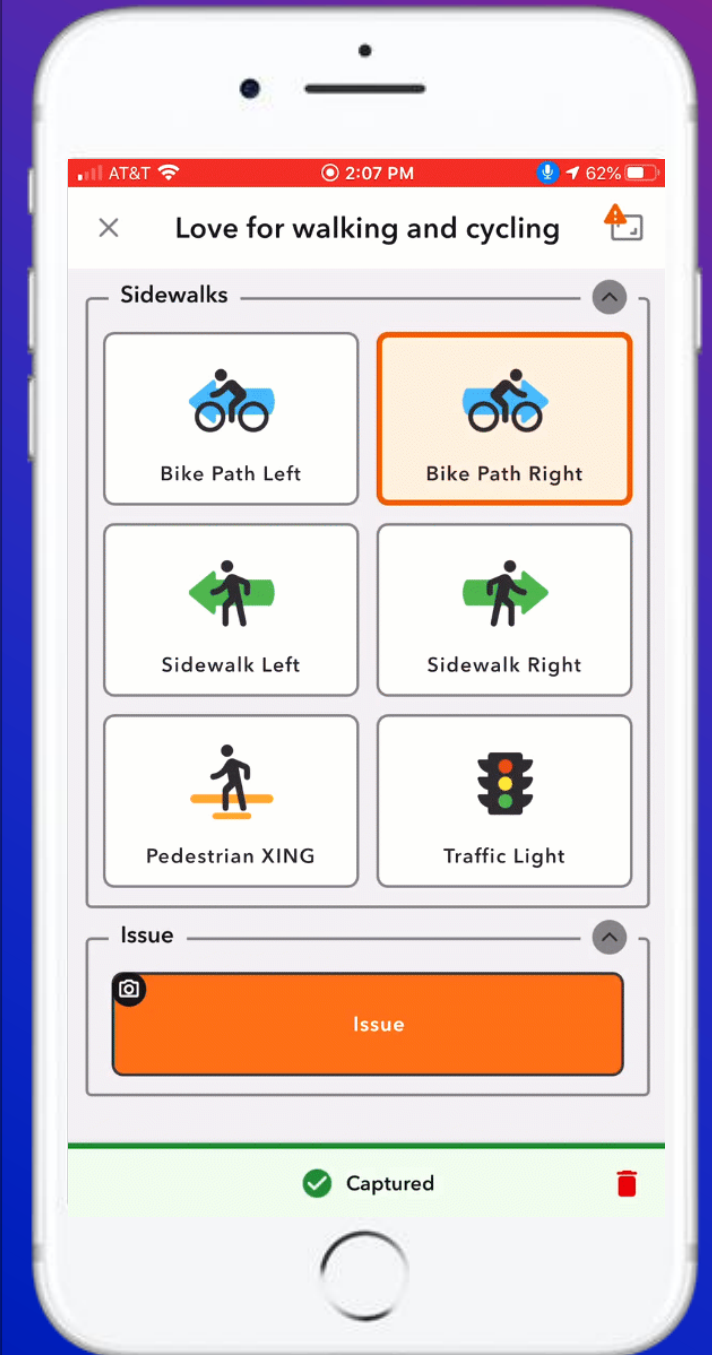 AT&T 2:07 PM 62%
Love for walking and cycling
Sidewalks
Bike Path Left Bike Path Right
Sidewalk Left Sidewalk Right
Pedestrian XING Traffic Light
Issue
Issue
Captured